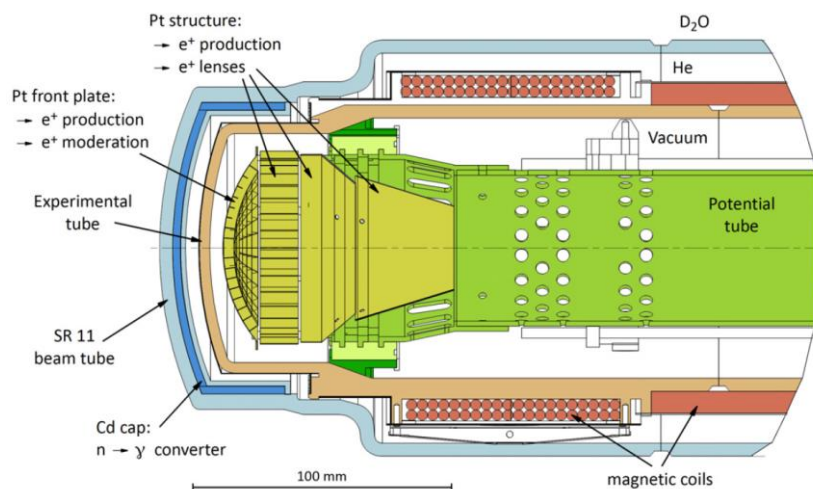 Pt structure:
→ e⁺ production
→ e⁺ lenses
D₂O
He
Pt front plate:
→ e⁺ production
→ e⁺ moderation
Vacuum
Experimental
tube
Potential
tube
SR 11
beam tube
Cd cap:
n → γ converter
100 mm
magnetic coils